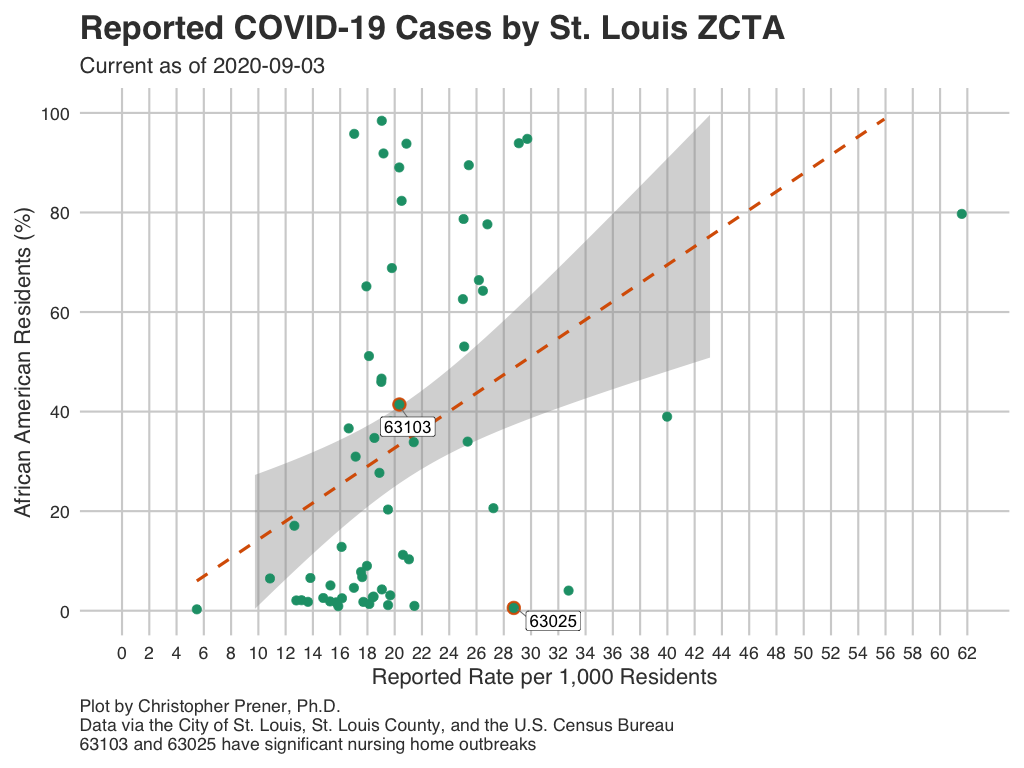 Reported COVID-19 Cases by St. Louis ZCTA
Current as of 2020-09-03
African American Residents (%)
100
80
60
40
20
0
63103
63025
0 2 4 6 8 10 12 14 16 18 20 22 24 26 28 30 32 34 36 38 40 42 44 46 48 50 52 54 56 58 60 62
Reported Rate per 1,000 Residents
Plot by Christopher Prener, Ph.D.
Data via the City of St. Louis, St. Louis County, and the U.S. Census Bureau
63103 and 63025 have significant nursing home outbreaks